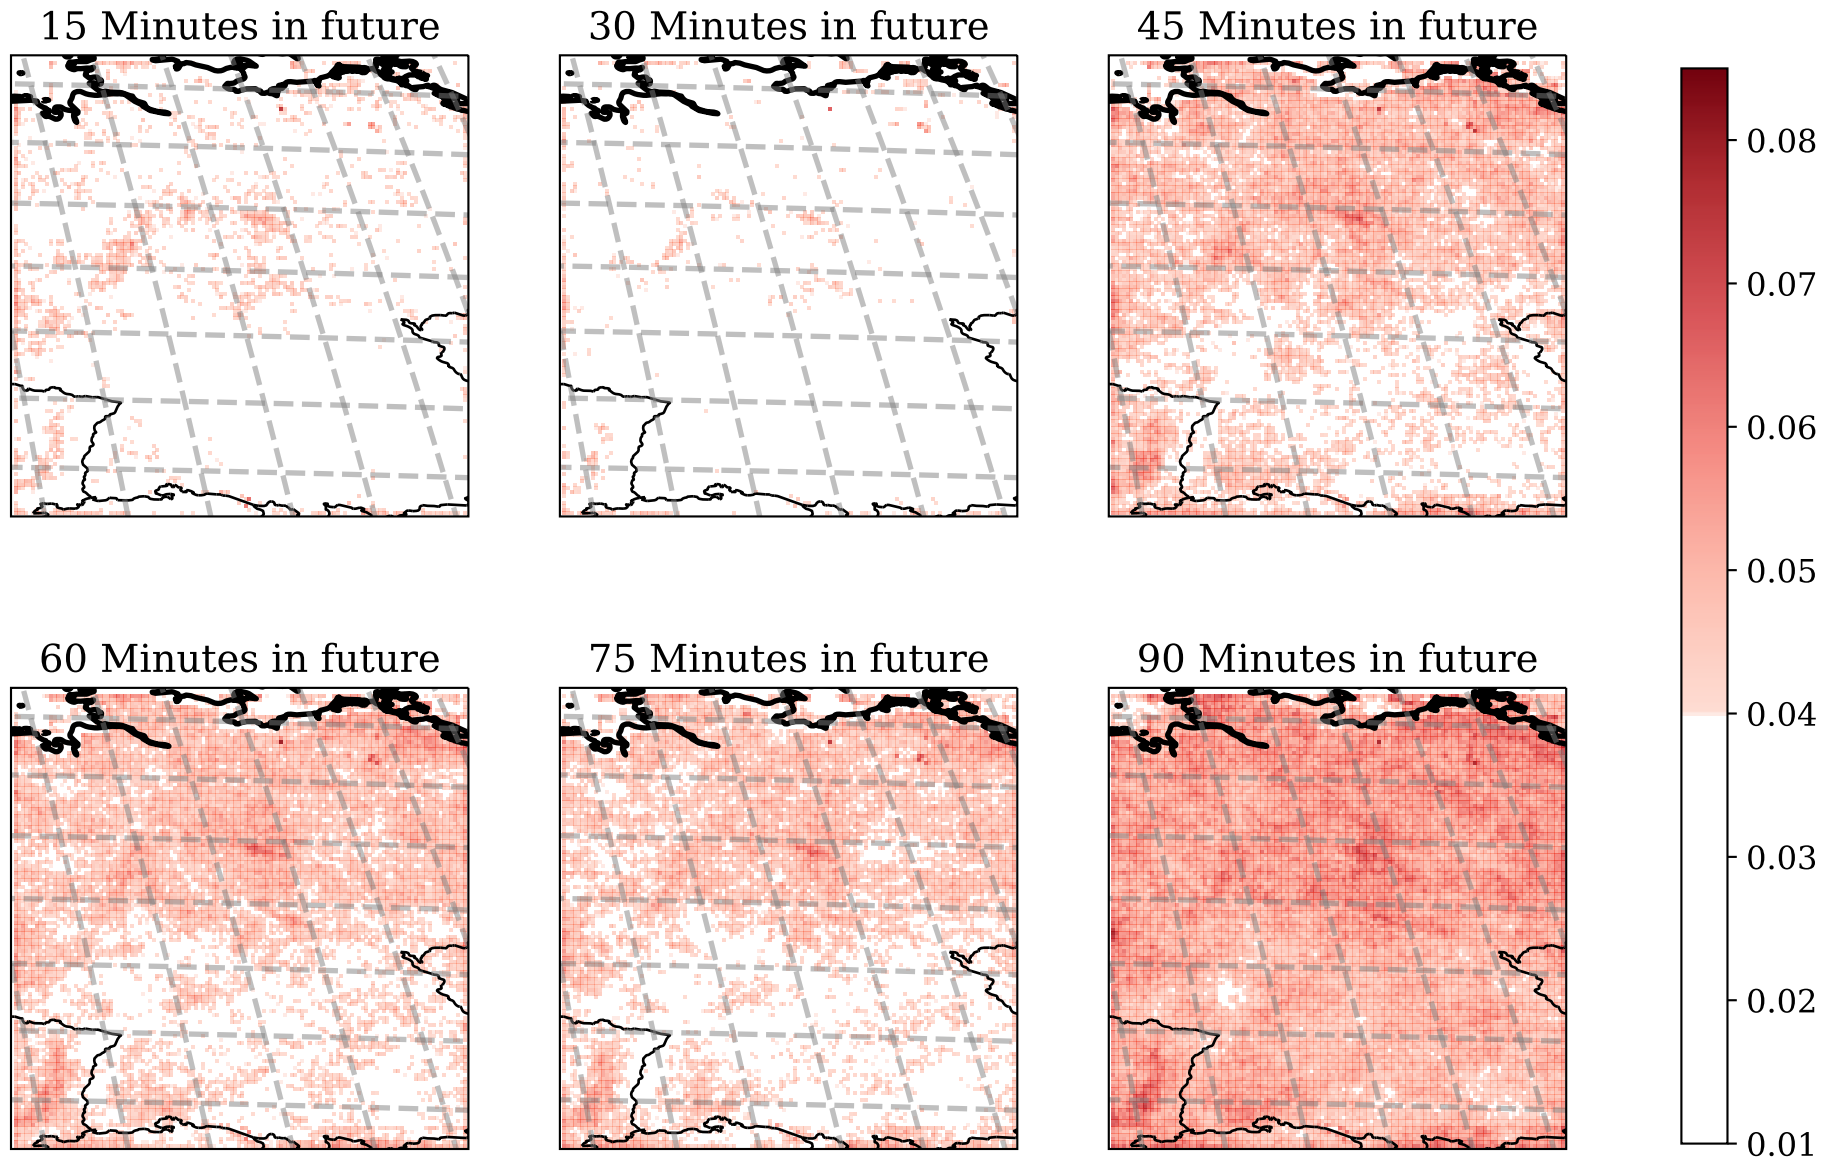 15 Minutes in future
30 Minutes in future
45 Minutes in future
0.08
0.07
0.06
0.05
0.04
0.03
0.02
0.01
60 Minutes in future
75 Minutes in future
90 Minutes in future